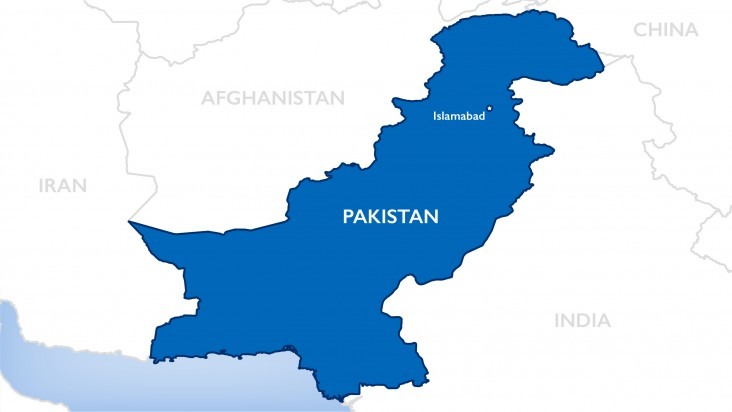 CHINA
AFGHANISTAN
Islamabad
IRAN
PAKISTAN
INDIA